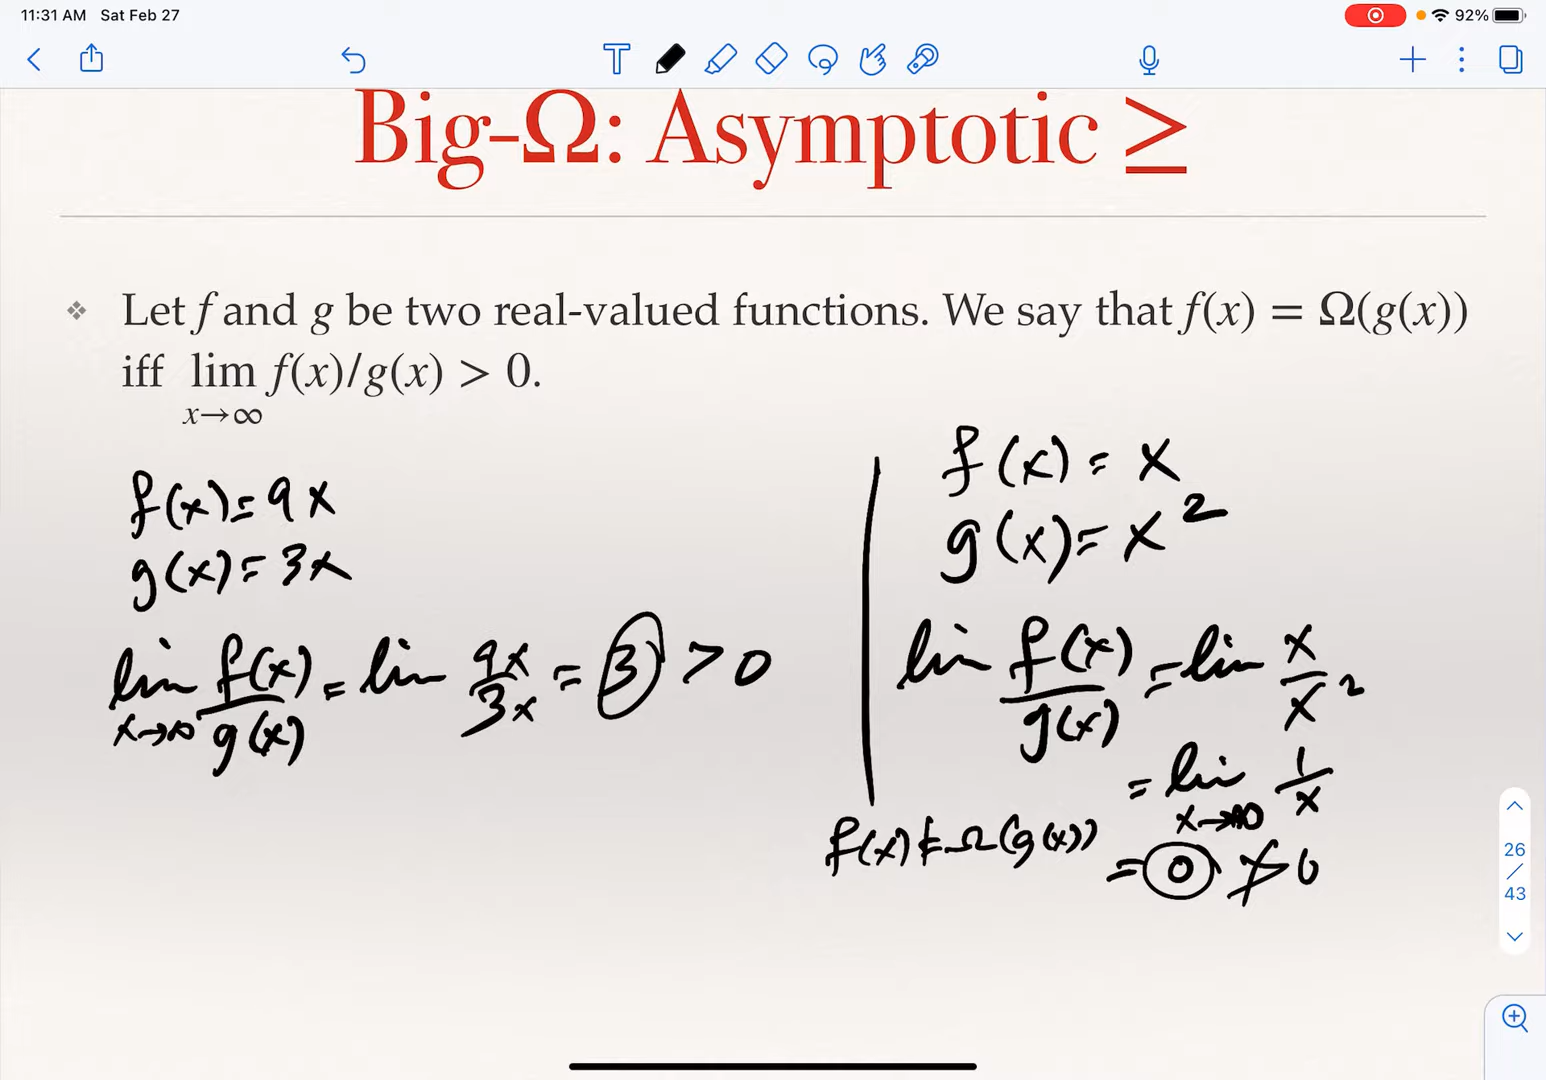 11:31 AM Sat Feb 27
92%
T
Big-Ω: Asymptotic ≥
❖ Let f and g be two real-valued functions. We say that f(x) = Ω(g(x))
iff lim f(x)/g(x) > 0.
x→∞
f(x) = 9x
g(x) = 3x
lim f(x)/g(x) = lim 9x/3x = 3 > 0
x→∞
f(x) = x
g(x) = x²
lim f(x)/g(x) = lim x/x²
= lim 1/x
x→∞
f(x) ≠ Ω(g(x))
= 0 ≯ 0
26
/
43